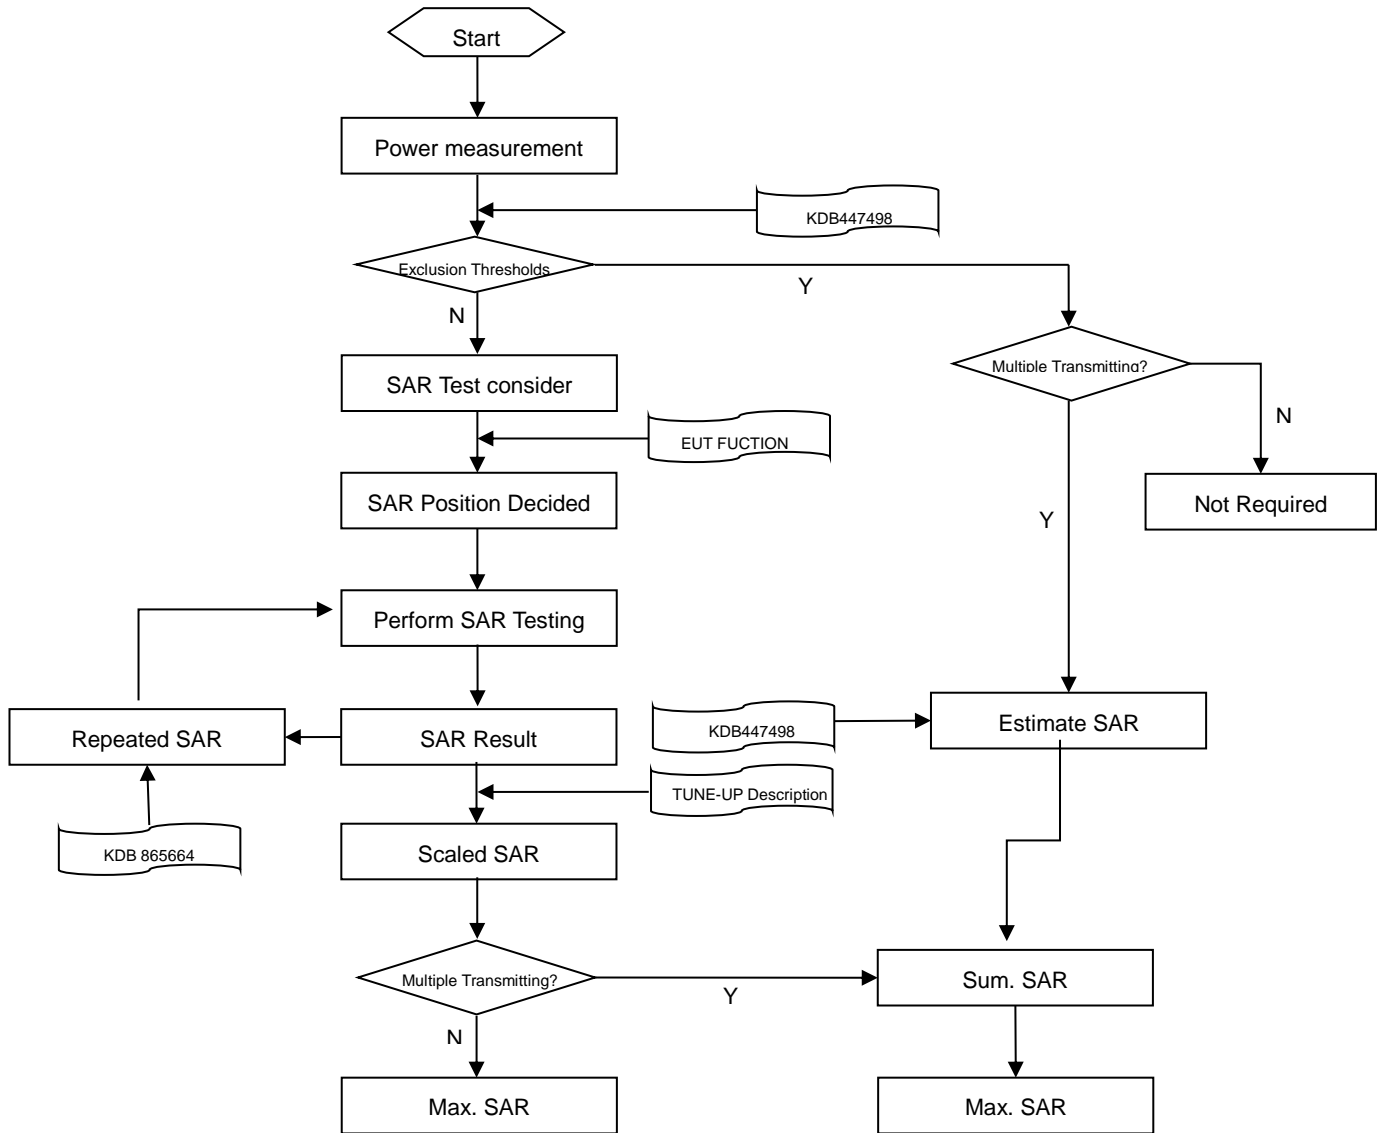 Start
Power measurement
KDB447498
Exclusion Thresholds
Y
N
Multiple Transmitting?
SAR Test consider
N
EUT FUCTION
SAR Position Decided
Not Required
Y
Perform SAR Testing
Repeated SAR
SAR Result
KDB447498
Estimate SAR
TUNE-UP Description
KDB 865664
Scaled SAR
Multiple Transmitting?
Y
Sum. SAR
N
Max. SAR
Max. SAR